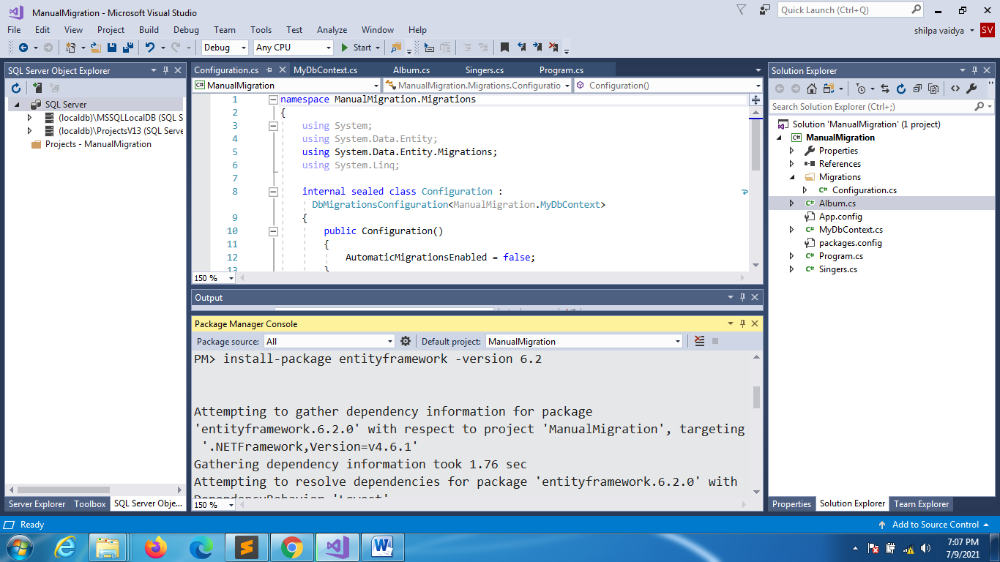 ManualMigration - Microsoft Visual Studio
Quick Launch (Ctrl+Q)
File Edit View Project Build Debug Team Tools Test Analyze Window Help
shilpa vaidya
SV
Debug Any CPU Start
SQL Server Object Explorer
SQL Server
(localdb)\MSSQLLocalDB (SQL S
(localdb)\ProjectsV13 (SQL Serve
Projects - ManualMigration
Server Explorer Toolbox SQL Server Obje...
Configuration.cs MyDbContext.cs Album.cs Singers.cs Program.cs
ManualMigration ManualMigration.Migrations.Configuratio Configuration()
1 namespace ManualMigration.Migrations
2 {
3 using System;
4 using System.Data.Entity;
5 using System.Data.Entity.Migrations;
6 using System.Linq;
7
8 internal sealed class Configuration :
DbMigrationsConfiguration<ManualMigration.MyDbContext>
9 {
10 public Configuration()
11 {
12 AutomaticMigrationsEnabled = false;
13 }
150 %
Output
Package Manager Console
Package source: All Default project: ManualMigration
PM> install-package entityframework -version 6.2
Attempting to gather dependency information for package
'entityframework.6.2.0' with respect to project 'ManualMigration', targeting
'.NETFramework,Version=v4.6.1'
Gathering dependency information took 1.76 sec
Attempting to resolve dependencies for package 'entityframework.6.2.0' with
DependencyBehavior 'Lowest'
150 %
Solution Explorer
Search Solution Explorer (Ctrl+;)
Solution 'ManualMigration' (1 project)
C# ManualMigration
Properties
References
Migrations
C# Configuration.cs
C# Album.cs
App.config
C# MyDbContext.cs
packages.config
C# Program.cs
C# Singers.cs
Properties Solution Explorer Team Explorer
Ready
Add to Source Control
7:07 PM
7/9/2021